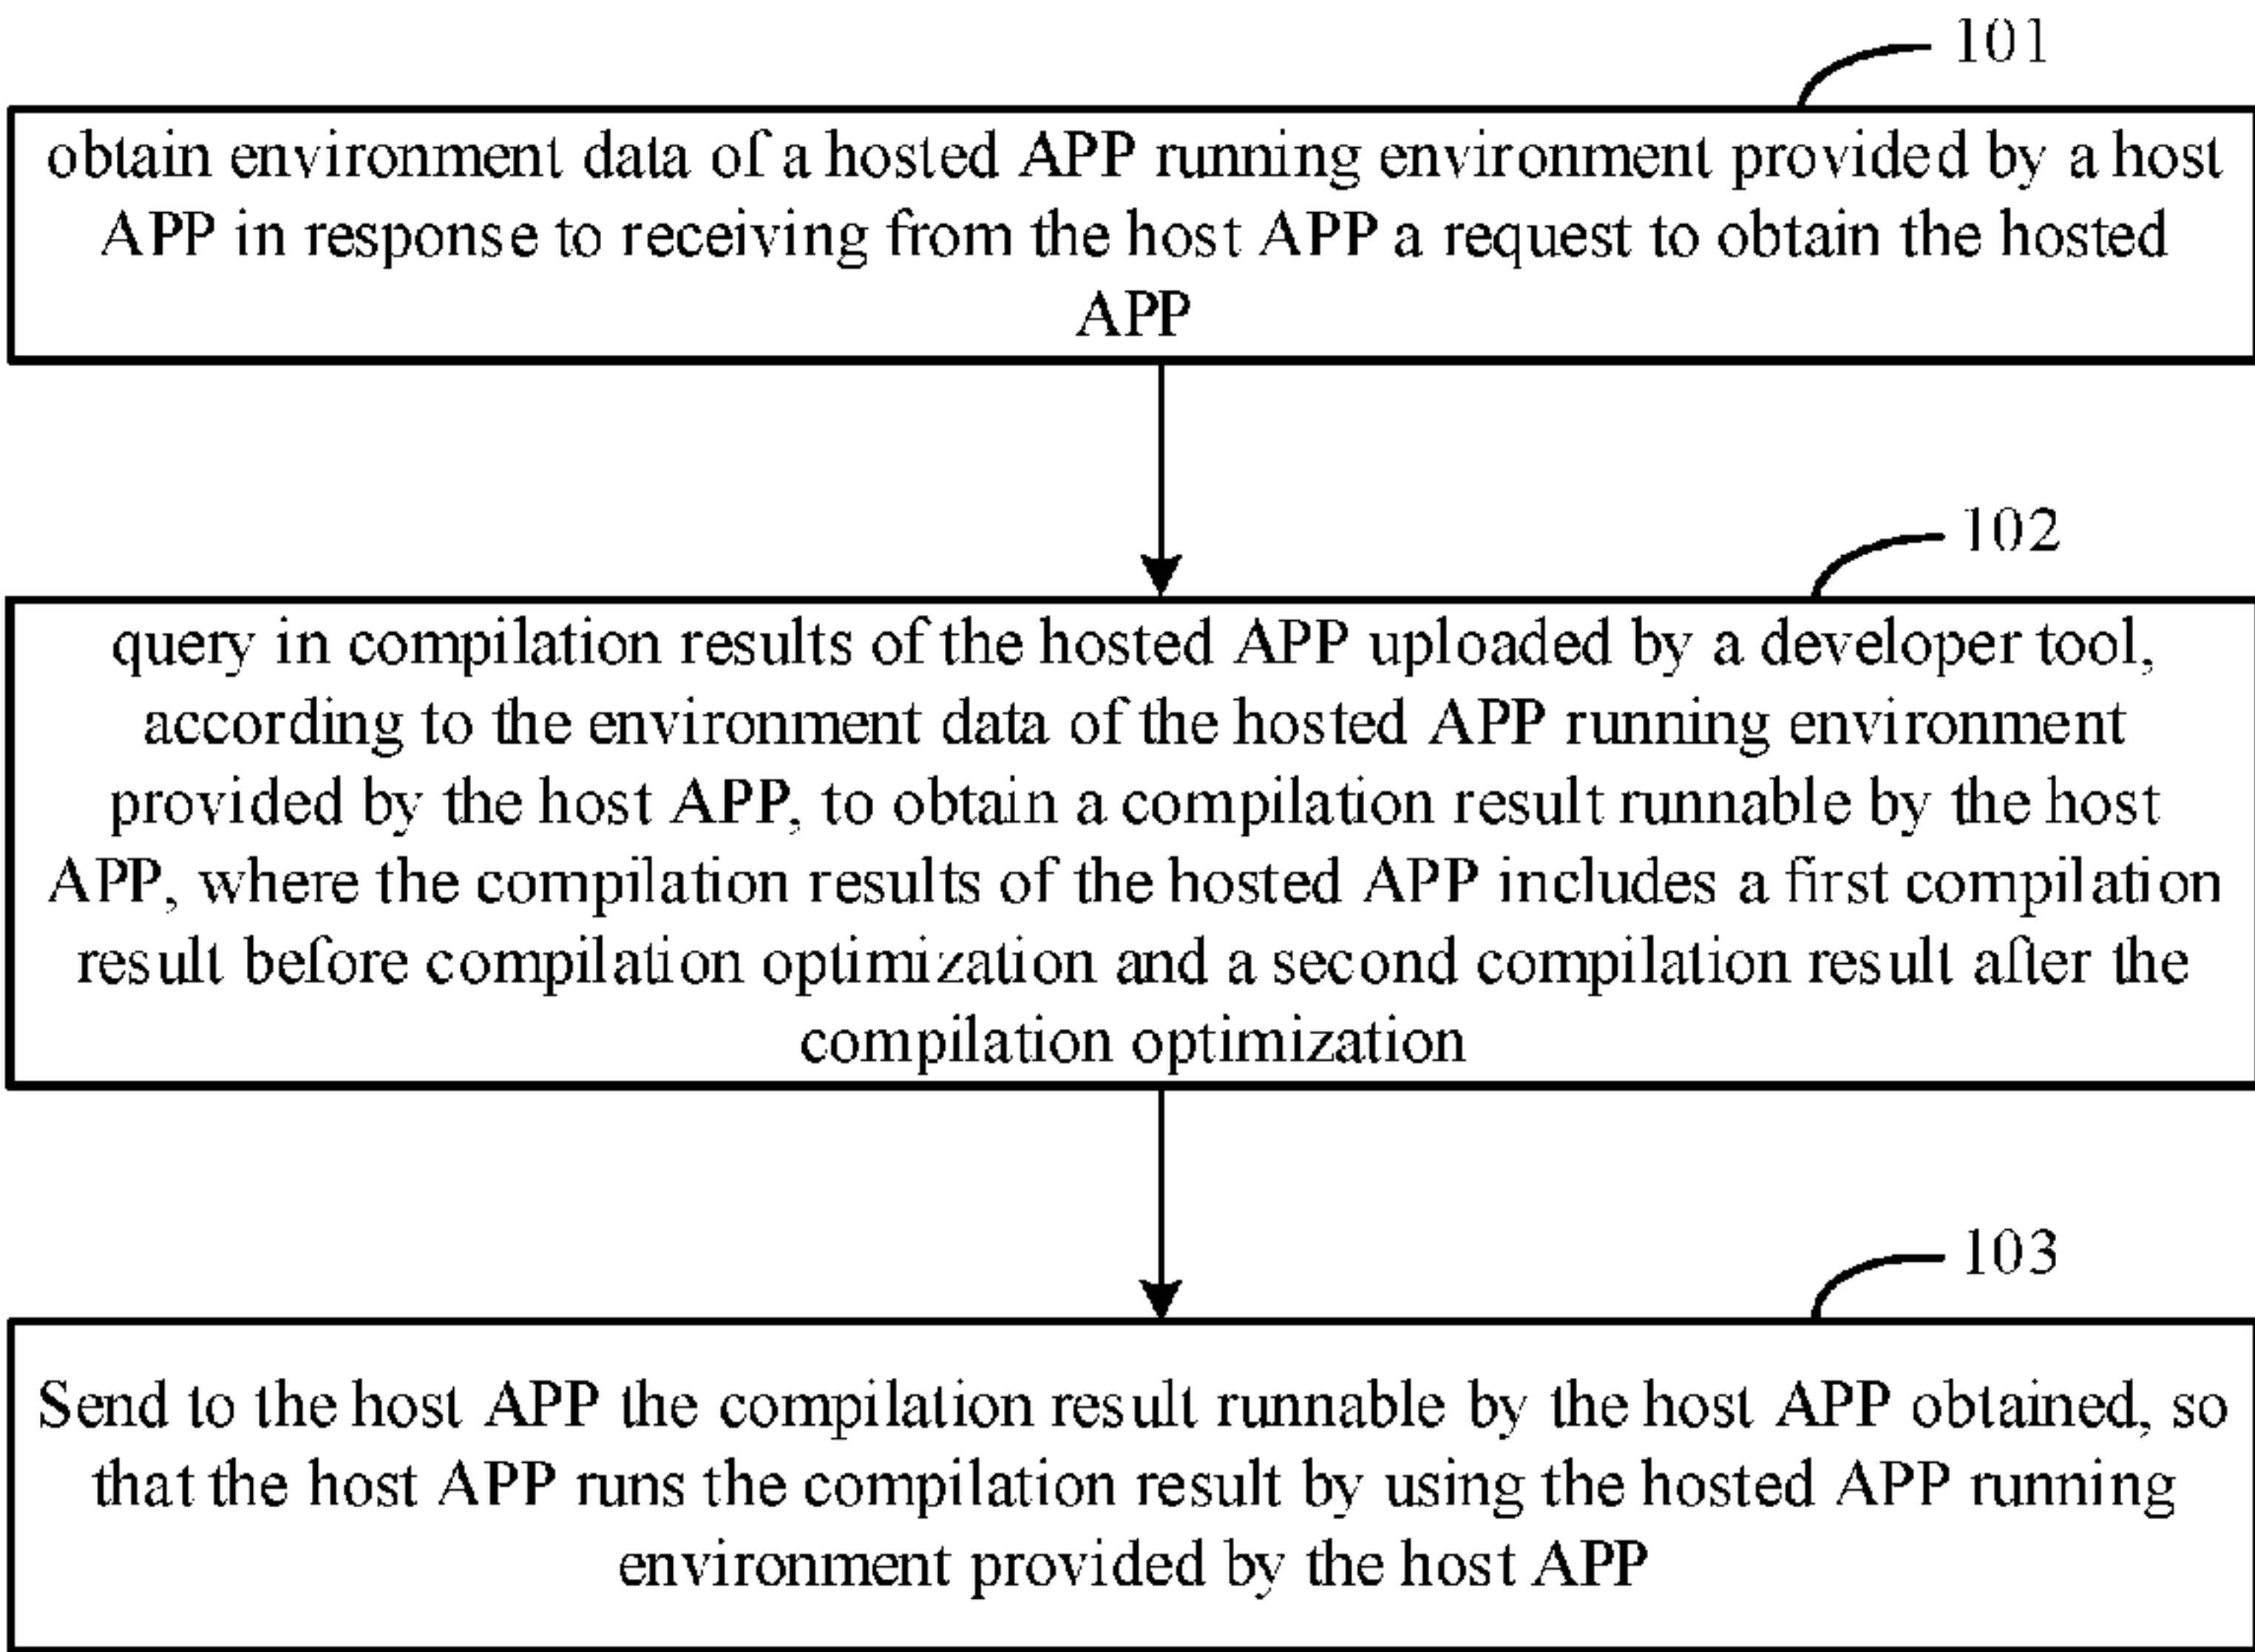 101
obtain environment data of a hosted APP running environment provided by a host
APP in response to receiving from the host APP a request to obtain the hosted
APP
102
query in compilation results of the hosted APP uploaded by a developer tool,
according to the environment data of the hosted APP running environment
provided by the host APP, to obtain a compilation result runnable by the host
APP, where the compilation results of the hosted APP includes a first compilation
result before compilation optimization and a second compilation result after the
compilation optimization
103
Send to the host APP the compilation result runnable by the host APP obtained, so
that the host APP runs the compilation result by using the hosted APP running
environment provided by the host APP